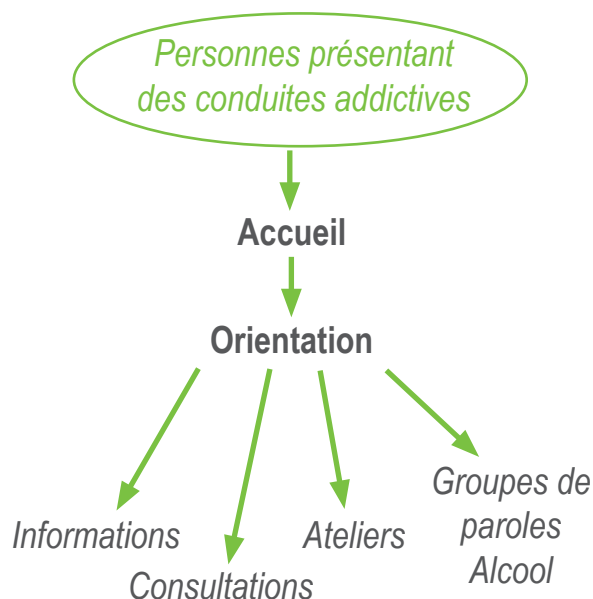 Personnes présentant
des conduites addictives
Accueil
Orientation
Informations
Consultations
Ateliers
Groupes de
paroles
Alcool